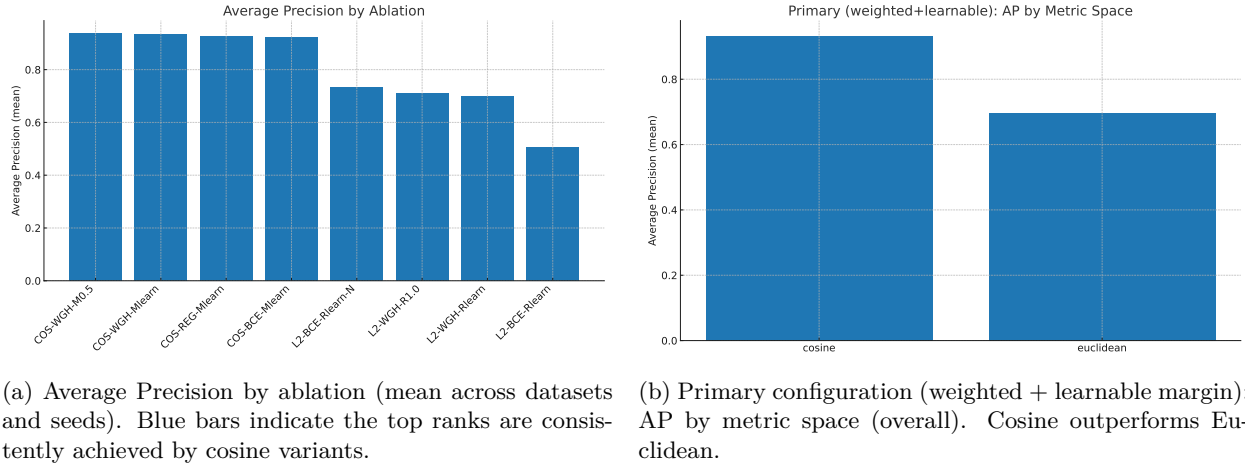 Average Precision by Ablation
Average Precision (mean)
0.8
0.6
0.4
0.2
0.0
COS-WGH-M0.5
COS-WGH-Mlearn
COS-REG-Mlearn
COS-BCE-Mlearn
L2-BCE-Rlearn-N
L2-WGH-R1.0
L2-WGH-Rlearn
L2-BCE-Rlearn
(a) Average Precision by ablation (mean across datasets
and seeds). Blue bars indicate the top ranks are consis-
tently achieved by cosine variants.
Primary (weighted+learnable): AP by Metric Space
Average Precision (mean)
0.8
0.6
0.4
0.2
0.0
cosine
euclidean
(b) Primary configuration (weighted + learnable margin):
AP by metric space (overall). Cosine outperforms Eu-
clidean.